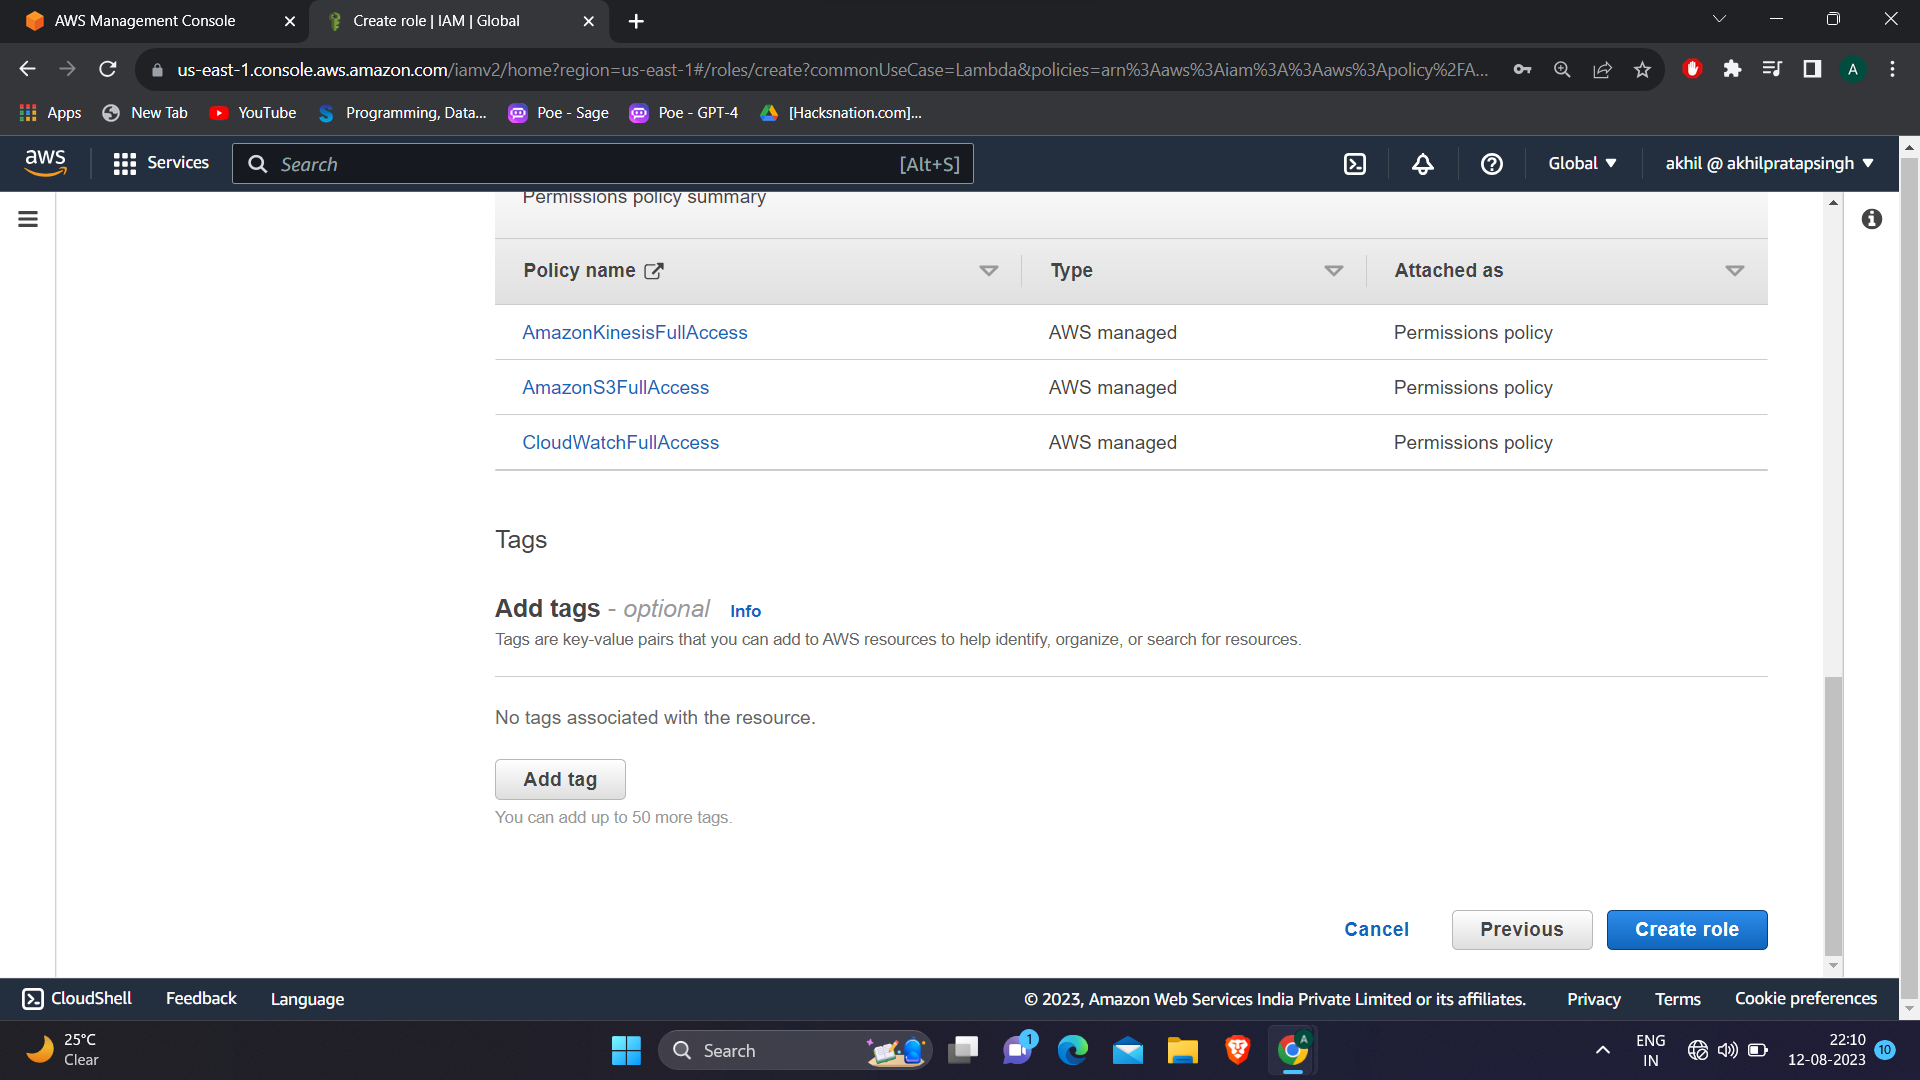 AWS Management Console
Create role | IAM | Global
us-east-1.console.aws.amazon.com/iamv2/home?region=us-east-1#/roles/create?commonUseCase=Lambda&policies=arn%3Aaws%3Aiam%3A%3Aaws%3Apolicy%2FA...
A
Apps
New Tab
YouTube
Programming, Data...
Poe - Sage
Poe - GPT-4
[Hacksnation.com]...
aws
Services
Search
[Alt+S]
Global
akhil @ akhilpratapsingh
Permissions policy summary
Policy name
Type
Attached as
AmazonKinesisFullAccess
AWS managed
Permissions policy
AmazonS3FullAccess
AWS managed
Permissions policy
CloudWatchFullAccess
AWS managed
Permissions policy
Tags
Add tags - optional Info
Tags are key-value pairs that you can add to AWS resources to help identify, organize, or search for resources.
No tags associated with the resource.
Add tag
You can add up to 50 more tags.
Cancel
Previous
Create role
CloudShell
Feedback
Language
© 2023, Amazon Web Services India Private Limited or its affiliates.
Privacy
Terms
Cookie preferences
25°C
Clear
Search
1
A
ENG
IN
22:10
12-08-2023
10